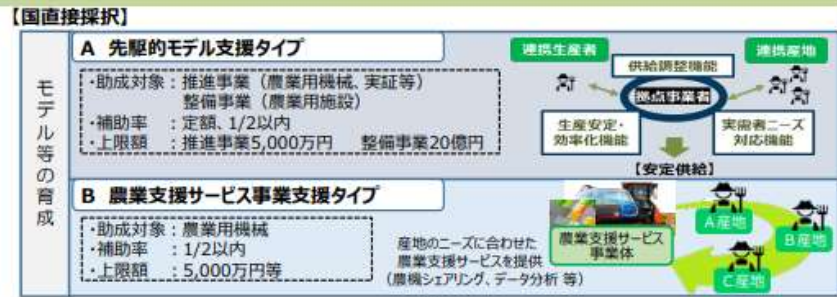 【国直接採択】
モデル等の育成
A 先駆的モデル支援タイプ
・助成対象：推進事業（農業用機械、実証等）
整備事業（農業用施設）
・補助率　：定額、1/2以内
・上限額　：推進事業5,000万円　整備事業20億円
連携生産者
連携産地
供給調整機能
拠点事業者
生産安定・
効率化機能
実需者ニーズ
対応機能
【安定供給】
B 農業支援サービス事業支援タイプ
・助成対象：農業用機械
・補助率　：1/2以内
・上限額　：5,000万円等
産地のニーズに合わせた
農業支援サービスを提供
（農機シェアリング、データ分析 等）
農業支援サービス
事業体
A産地
B産地
C産地